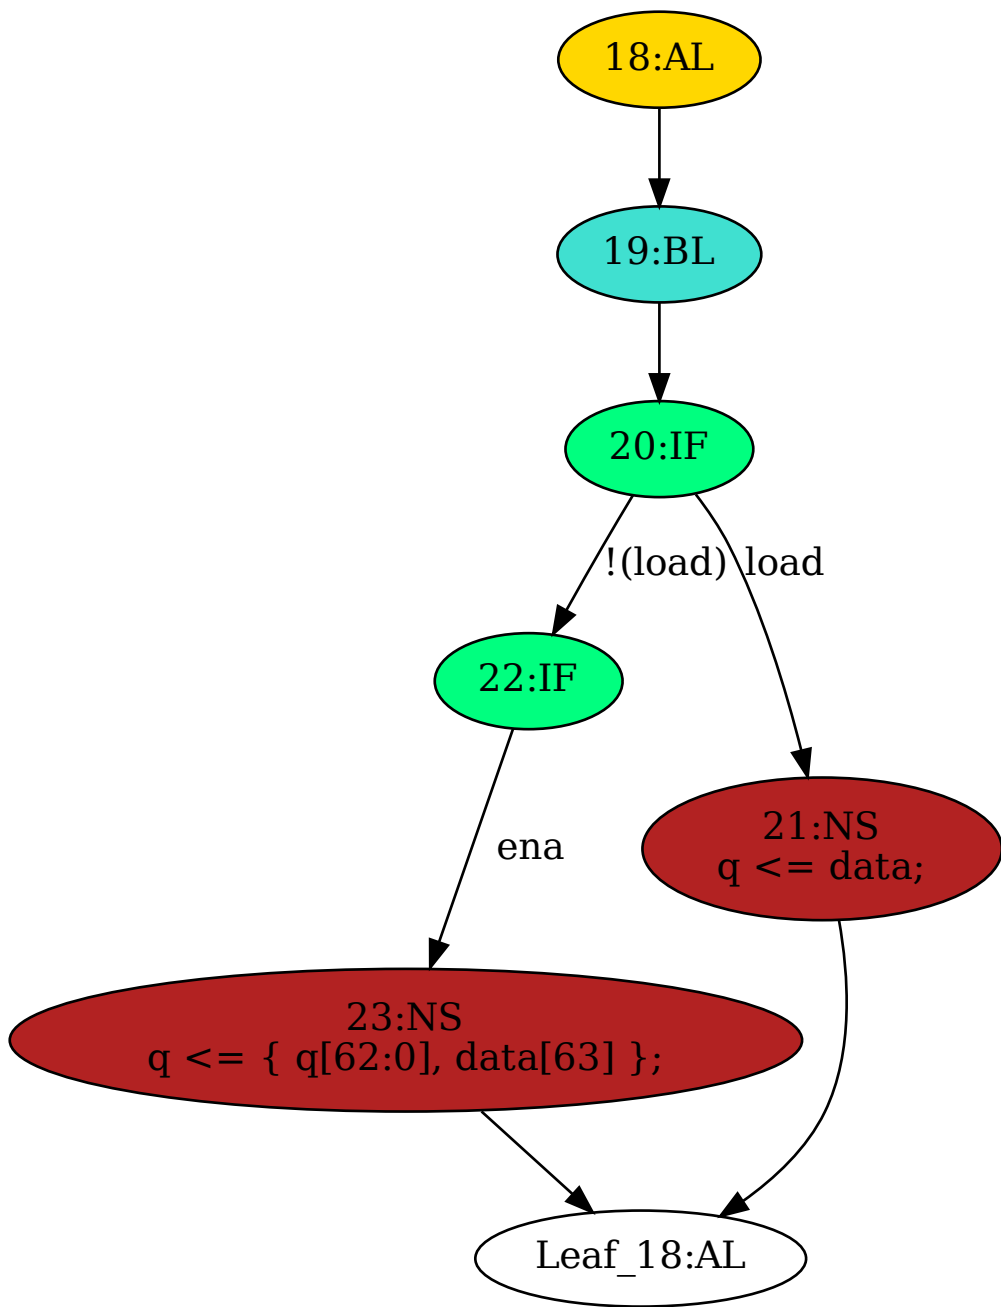 18:AL
19:BL
20:IF
!(load)
load
22:IF
21:NS
q <= data;
ena
23:NS
q <= { q[62:0], data[63] };
Leaf_18:AL